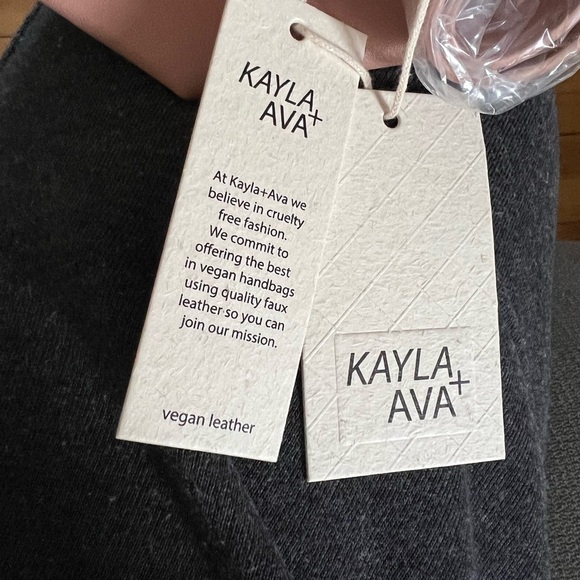 KAYLA+
AVA
At Kayla+Ava we
believe in cruelty
free fashion.
We commit to
offering the best
in vegan handbags
using quality faux
leather so you can
join our mission.
vegan leather
KAYLA+
AVA